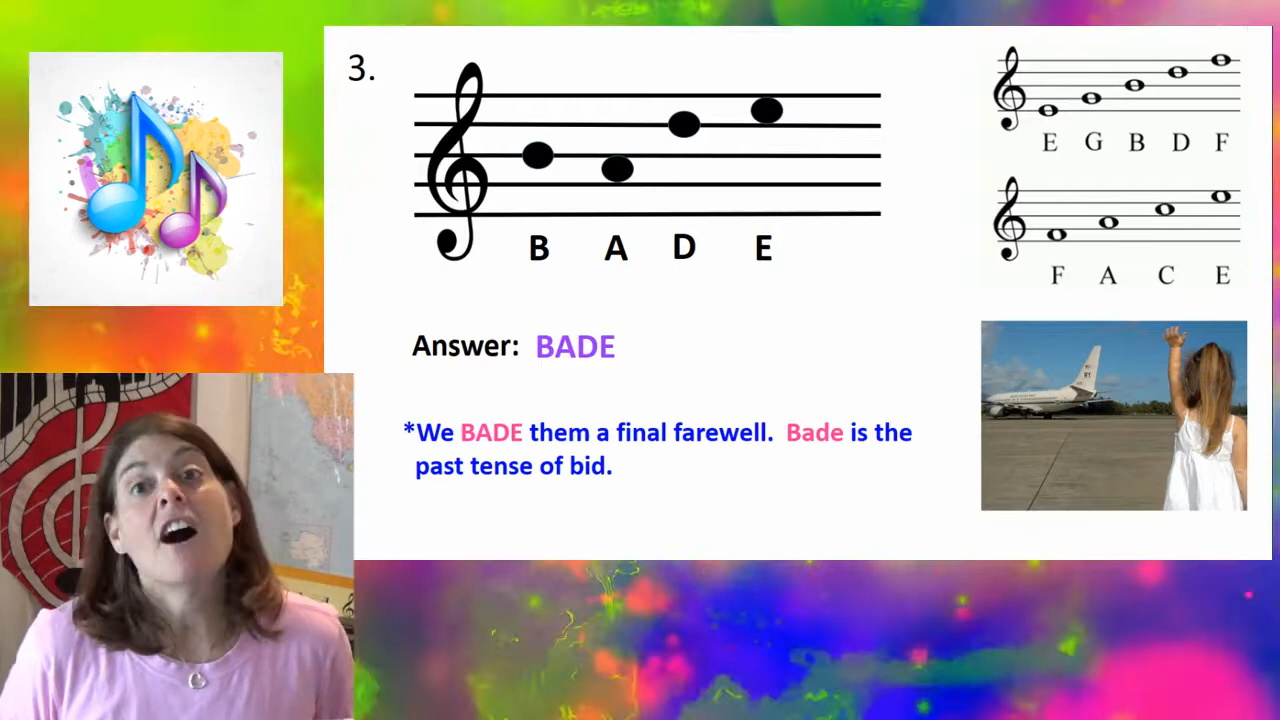 3.
B A D E
Answer: BADE
*We BADE them a final farewell. Bade is the
past tense of bid.
E G B D F
F A C E